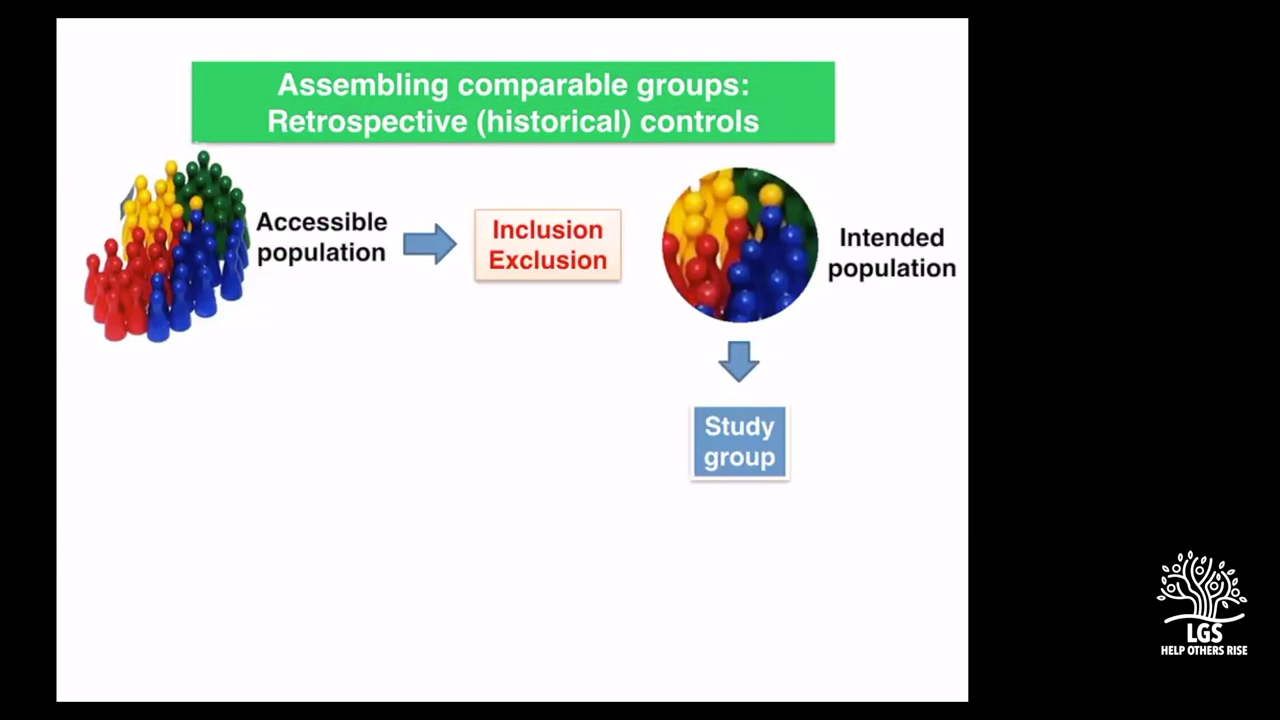 Assembling comparable groups:
Retrospective (historical) controls
Accessible
population
Inclusion
Exclusion
Intended
population
Study
group
LGS
HELP OTHERS RISE